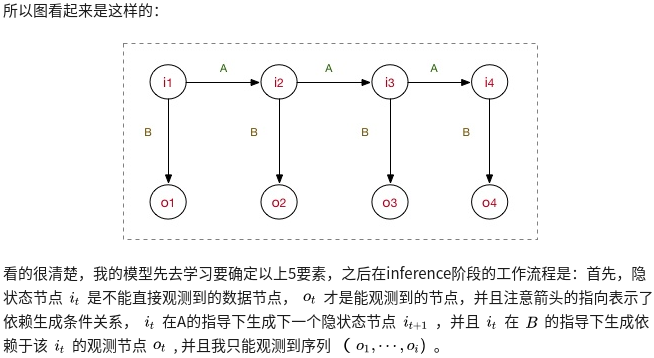 所以图看起来是这样的：
A A A
i1 i2 i3 i4
B B B B
o1 o2 o3 o4
看的很清楚，我的模型先去学习要确定以上5要素，之后在inference阶段的工作流程是：首先，隐
状态节点 i_t 是不能直接观测到的数据节点， o_t 才是能观测到的节点，并且注意箭头的指向表示了
依赖生成条件关系， i_t 在A的指导下生成下一个隐状态节点 i_{t+1} ，并且 i_t 在 B 的指导下生成依
赖于该 i_t 的观测节点 o_t ，并且我只能观测到序列 （ o_1, ⋯ , o_i) 。